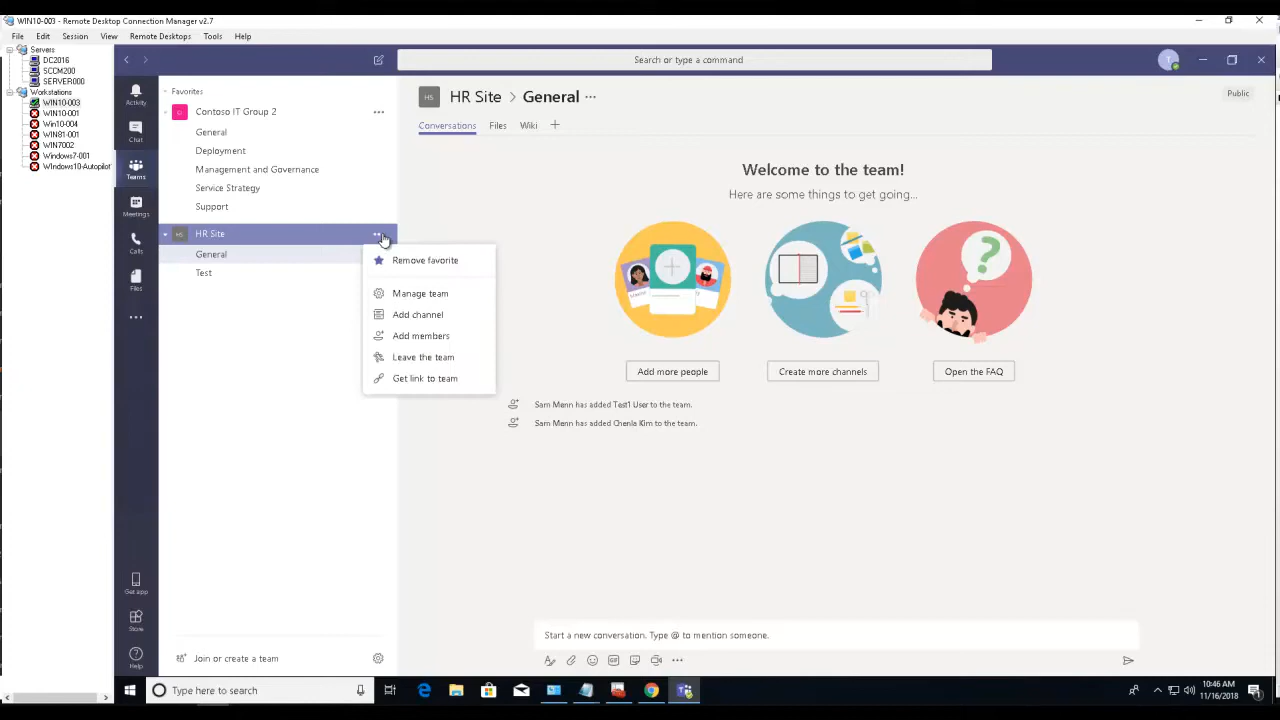 WIN10-003 - Remote Desktop Connection Manager v2.7
File Edit Session View Remote Desktops Tools Help
Servers
DC2016
SCCM200
SERVER000
Workstations
WIN10-003
WIN10-001
Win10-004
WIN81-001
WIN7002
Windows7-001
Windows10-Autopilot
Search or type a command
T
Activity
Chat
Teams
Meetings
Calls
Files
Get app
Store
Help
Favorites
Contoso IT Group 2
General
Deployment
Management and Governance
Service Strategy
Support
HS
HR Site
General
Test
Remove favorite
Manage team
Add channel
Add members
Leave the team
Get link to team
Join or create a team
HS
HR Site > General
Public
Conversations Files Wiki
Welcome to the team!
Here are some things to get going...
Add more people
Create more channels
Open the FAQ
Sam Menn has added Test1 User to the team.
Sam Menn has added Chenla Kim to the team.
Start a new conversation. Type @ to mention someone.
GIF
Type here to search
10:46 AM
11/16/2018